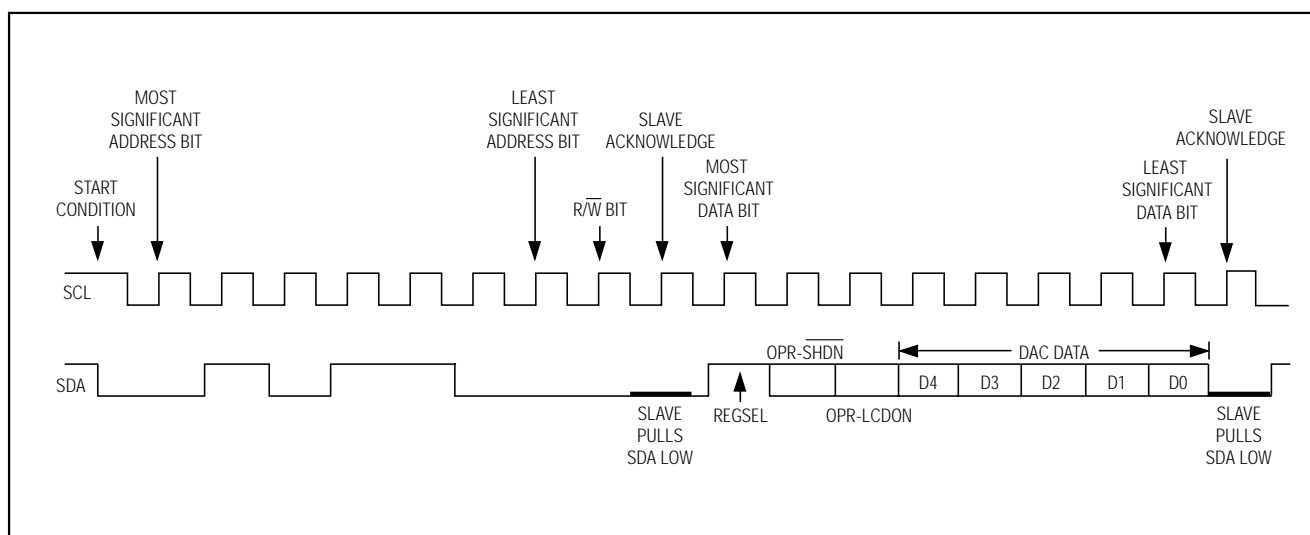 MOST
SIGNIFICANT
ADDRESS BIT
START
CONDITION
LEAST
SIGNIFICANT
ADDRESS BIT
R/W̅ BIT
SLAVE
ACKNOWLEDGE
MOST
SIGNIFICANT
DATA BIT
LEAST
SIGNIFICANT
DATA BIT
SLAVE
ACKNOWLEDGE
SCL
SDA
OPR-S̅H̅D̅N̅
DAC DATA
D4 D3 D2 D1 D0
SLAVE
PULLS
SDA LOW
REGSEL
OPR-LCDON
SLAVE
PULLS
SDA LOW